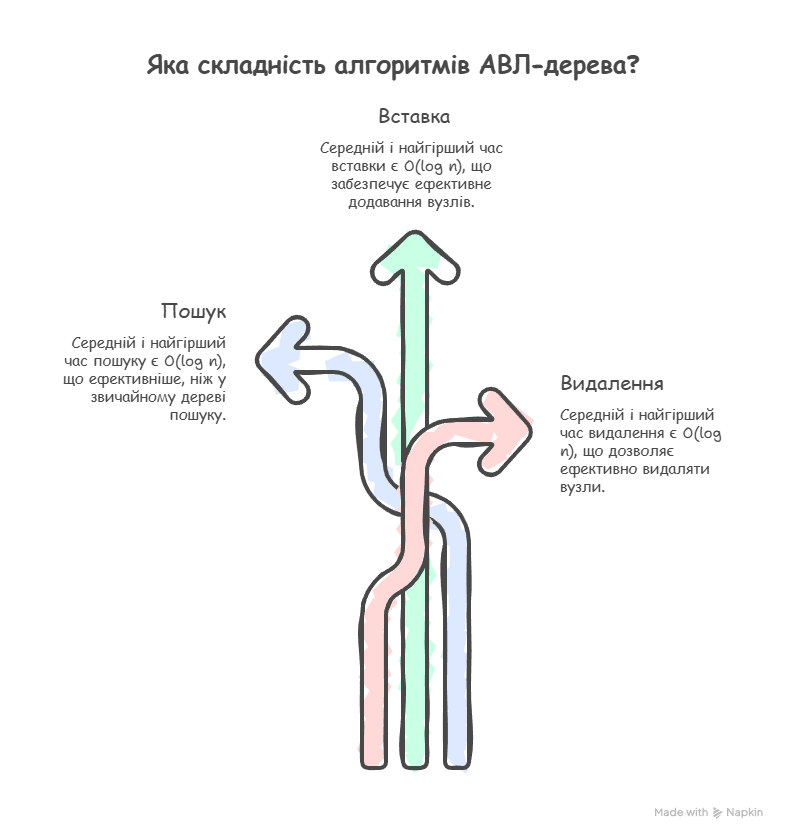 Яка складність алгоритмів АВЛ-дерева?
Вставка
Середній і найгірший час
вставки є O(log n), що
забезпечує ефективне
додавання вузлів.
Пошук
Середній і найгірший
час пошуку є O(log n),
що ефективніше, ніж у
звичайному дереві
пошуку.
Видалення
Середній і найгірший
час видалення є O(log
n), що дозволяє
ефективно видаляти
вузли.
Made with Napkin